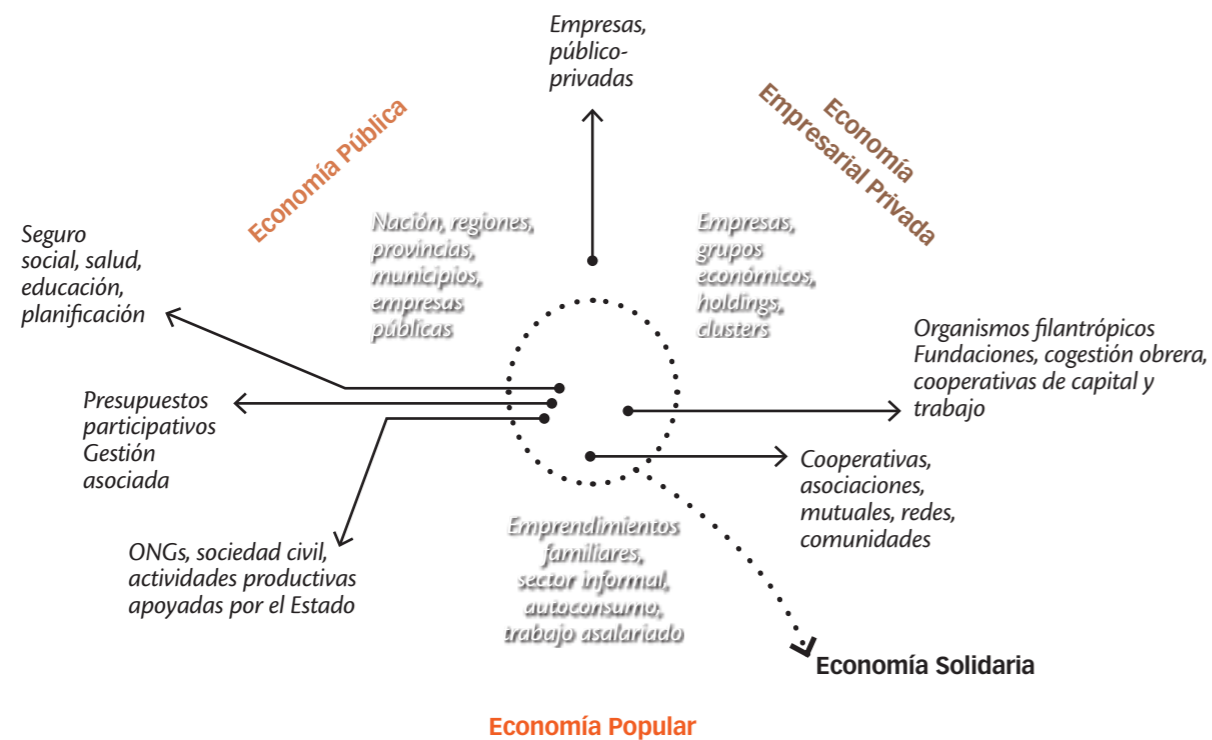 Empresas,
público-
privadas
Economía Pública
Economía
Empresarial Privada
Nación, regiones,
provincias,
municipios,
empresas
públicas
Empresas,
grupos
económicos,
holdings,
clusters
Seguro
social, salud,
educación,
planificación
Organismos filantrópicos
Fundaciones, cogestión obrera,
cooperativas de capital y
trabajo
Presupuestos
participativos
Gestión
asociada
Cooperativas,
asociaciones,
mutuales, redes,
comunidades
ONGs, sociedad civil,
actividades productivas
apoyadas por el Estado
Emprendimientos
familiares,
sector informal,
autoconsumo,
trabajo asalariado
Economía Solidaria
Economía Popular